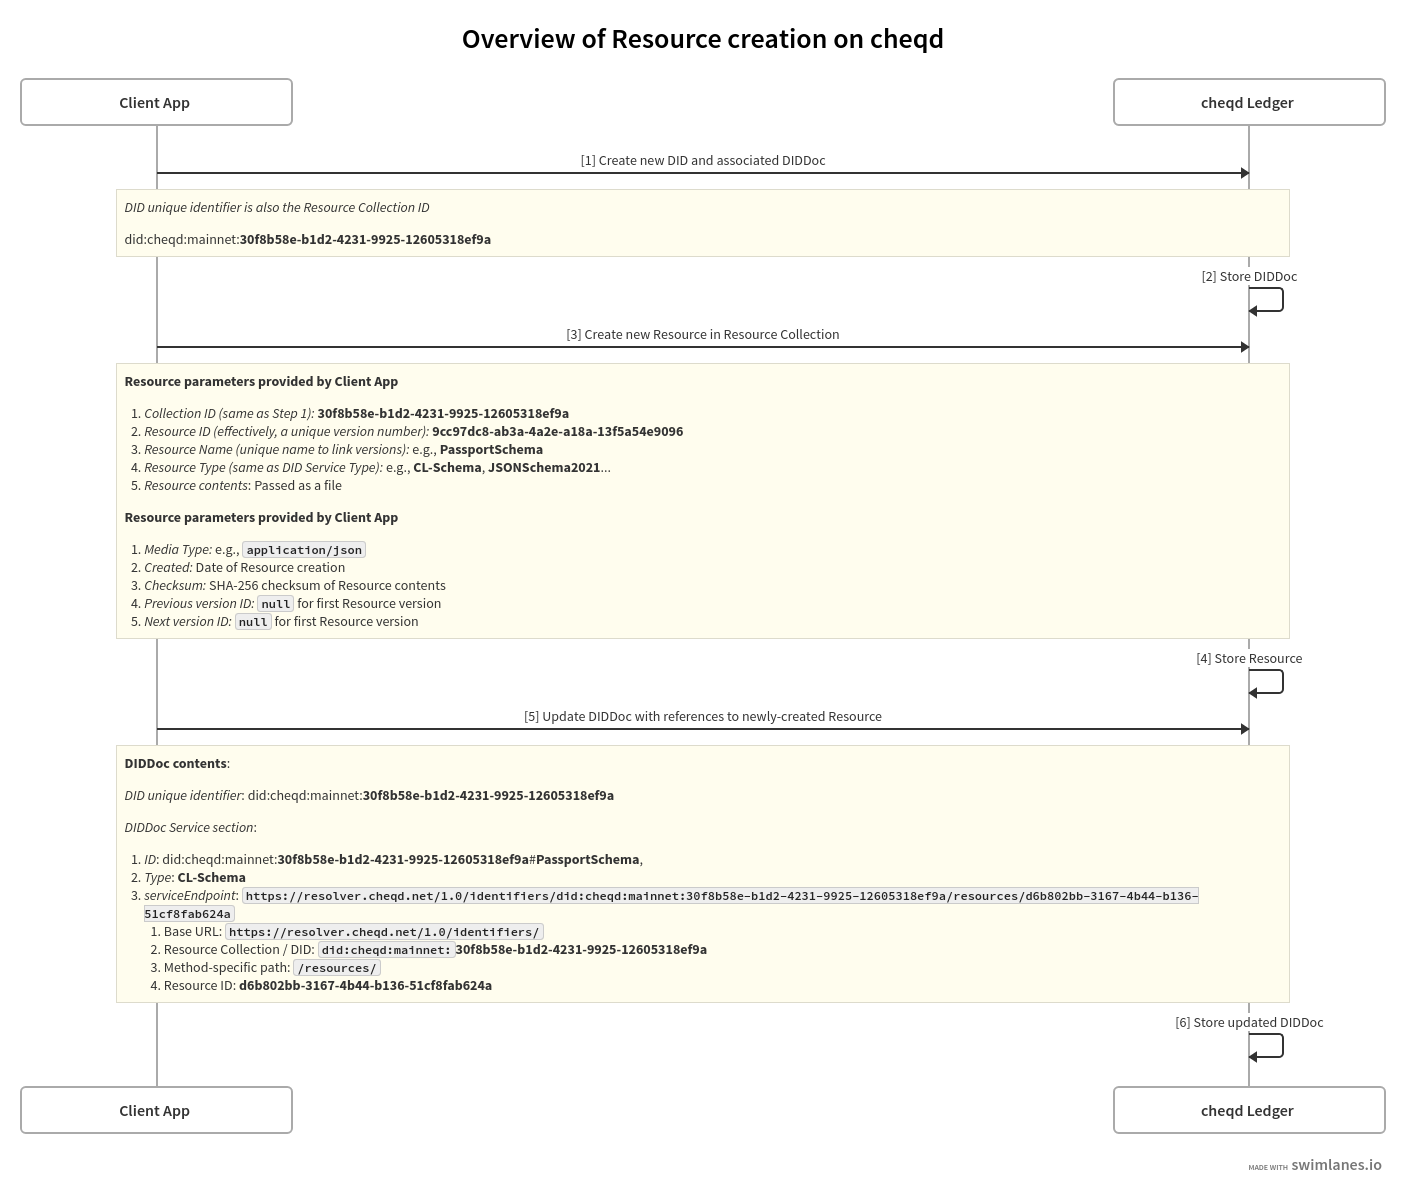 Overview of Resource creation on cheqd
Client App
cheqd Ledger
[1] Create new DID and associated DIDDoc
DID unique identifier is also the Resource Collection ID
did:cheqd:mainnet:30f8b58e-b1d2-4231-9925-12605318ef9a
[2] Store DIDDoc
[3] Create new Resource in Resource Collection
Resource parameters provided by Client App
1. Collection ID (same as Step 1): 30f8b58e-b1d2-4231-9925-12605318ef9a
2. Resource ID (effectively, a unique version number): 9cc97dc8-ab3a-4a2e-a18a-13f5a54e9096
3. Resource Name (unique name to link versions): e.g., PassportSchema
4. Resource Type (same as DID Service Type): e.g., CL-Schema, JSONSchema2021...
5. Resource contents: Passed as a file
Resource parameters provided by Client App
1. Media Type: e.g., application/json
2. Created: Date of Resource creation
3. Checksum: SHA-256 checksum of Resource contents
4. Previous version ID: null for first Resource version
5. Next version ID: null for first Resource version
[4] Store Resource
[5] Update DIDDoc with references to newly-created Resource
DIDDoc contents:
DID unique identifier: did:cheqd:mainnet:30f8b58e-b1d2-4231-9925-12605318ef9a
DIDDoc Service section:
1. ID: did:cheqd:mainnet:30f8b58e-b1d2-4231-9925-12605318ef9a#PassportSchema,
2. Type: CL-Schema
3. serviceEndpoint: https://resolver.cheqd.net/1.0/identifiers/did:cheqd:mainnet:30f8b58e-b1d2-4231-9925-12605318ef9a/resources/d6b802bb-3167-4b44-b136-
51cf8fab624a
1. Base URL: https://resolver.cheqd.net/1.0/identifiers/
2. Resource Collection / DID: did:cheqd:mainnet:30f8b58e-b1d2-4231-9925-12605318ef9a
3. Method-specific path: /resources/
4. Resource ID: d6b802bb-3167-4b44-b136-51cf8fab624a
[6] Store updated DIDDoc
Client App
cheqd Ledger
MADE WITH swimlanes.io